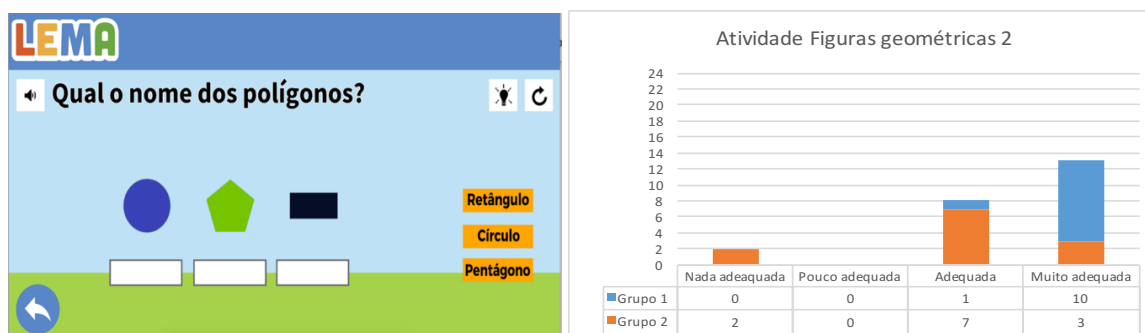 LEMA
Qual o nome dos polígonos?
Retângulo
Círculo
Pentágono
Atividade Figuras geométricas 2
24
22
20
18
16
14
12
10
8
6
4
2
0
Nada adeaquada Pouco adequada Adequada Muito adequada
Grupo 1 0 0 1 10
Grupo 2 2 0 7 3